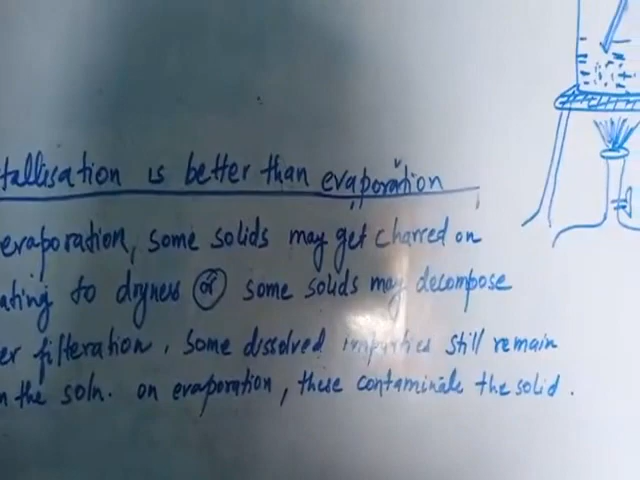 tallisation is better than evaporation
evaporation, some solids may get charred on
ating to dryness or some solids may decompose
er filteration, some dissolved impurities still remain
n the soln. on evaporation, these contaminate the solid.